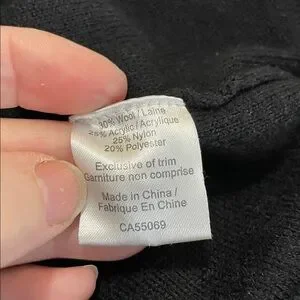 30% Wool / Laine
25% Acrylic / Acrylique
25% Nylon
20% Polyester
Exclusive of trim
Garniture non comprise
Made in China /
Fabrique En Chine
CA55069